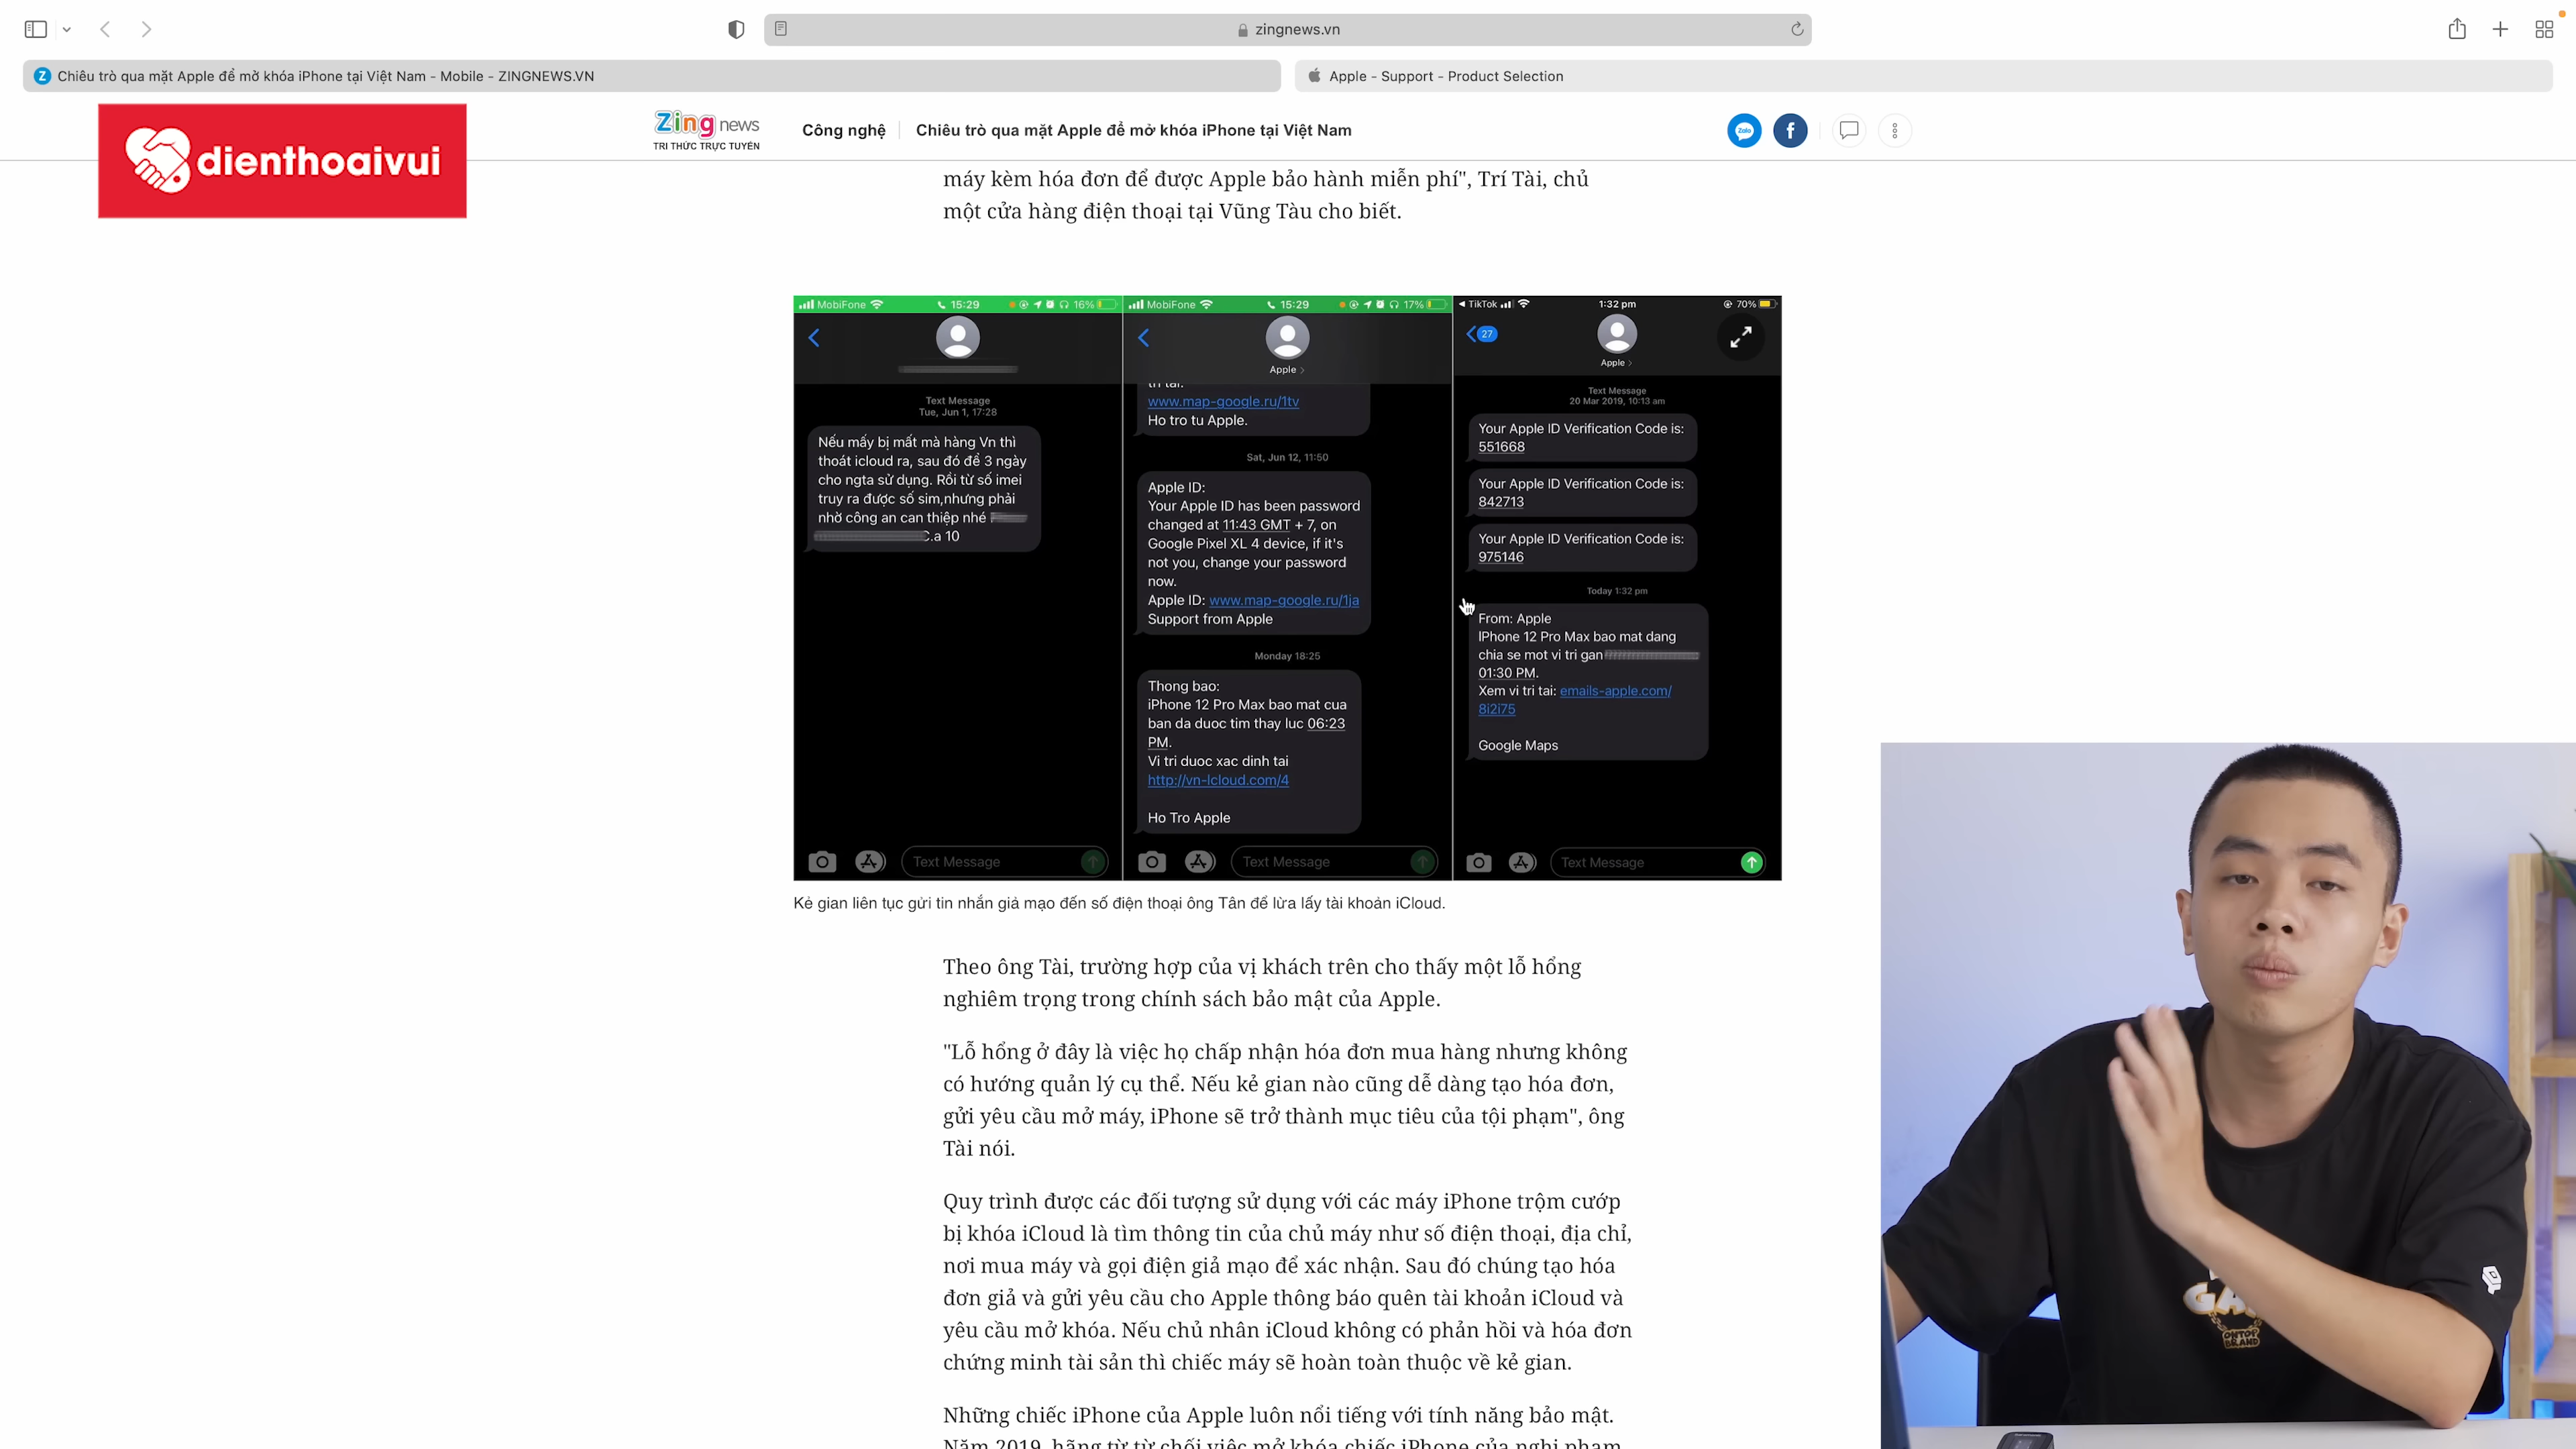 zingnews.vn
Chiêu trò qua mặt Apple để mở khóa iPhone tại Việt Nam - Mobile - ZINGNEWS.VN
Apple - Support - Product Selection
dienthoaivui
Zing news
TRI THỨC TRỰC TUYẾN
Công nghệ
Chiêu trò qua mặt Apple để mở khóa iPhone tại Việt Nam
Zalo
máy kèm hóa đơn để được Apple bảo hành miễn phí", Trí Tài, chủ
một cửa hàng điện thoại tại Vũng Tàu cho biết.
MobiFone 15:29 16%
Text Message
Tue, Jun 1, 17:28
Nếu mấy bị mất mà hàng Vn thì
thoát icloud ra, sau đó để 3 ngày
cho ngta sử dụng. Rồi từ số imei
truy ra được số sim,nhưng phải
nhờ công an can thiệp nhé
C.a 10
Text Message
MobiFone 15:29 17%
Apple
tri tai:
www.map-google.ru/1tv
Ho tro tu Apple.
Sat, Jun 12, 11:50
Apple ID:
Your Apple ID has been password
changed at 11:43 GMT + 7, on
Google Pixel XL 4 device, if it's
not you, change your password
now.
Apple ID: www.map-google.ru/1ja
Support from Apple
Monday 18:25
Thong bao:
iPhone 12 Pro Max bao mat cua
ban da duoc tim thay luc 06:23
PM.
Vi tri duoc xac dinh tai
http://vn-lcloud.com/4
Ho Tro Apple
Text Message
TikTok 1:32 pm 70%
27
Apple
Text Message
20 Mar 2019, 10:13 am
Your Apple ID Verification Code is:
551668
Your Apple ID Verification Code is:
842713
Your Apple ID Verification Code is:
975146
Today 1:32 pm
From: Apple
IPhone 12 Pro Max bao mat dang
chia se mot vi tri gan
01:30 PM.
Xem vi tri tai: emails-apple.com/
8i2i75
Google Maps
Text Message
Kẻ gian liên tục gửi tin nhắn giả mạo đến số điện thoại ông Tân để lừa lấy tài khoản iCloud.
Theo ông Tài, trường hợp của vị khách trên cho thấy một lỗ hổng
nghiêm trọng trong chính sách bảo mật của Apple.
"Lỗ hổng ở đây là việc họ chấp nhận hóa đơn mua hàng nhưng không
có hướng quản lý cụ thể. Nếu kẻ gian nào cũng dễ dàng tạo hóa đơn,
gửi yêu cầu mở máy, iPhone sẽ trở thành mục tiêu của tội phạm", ông
Tài nói.
Quy trình được các đối tượng sử dụng với các máy iPhone trộm cướp
bị khóa iCloud là tìm thông tin của chủ máy như số điện thoại, địa chỉ,
nơi mua máy và gọi điện giả mạo để xác nhận. Sau đó chúng tạo hóa
đơn giả và gửi yêu cầu cho Apple thông báo quên tài khoản iCloud và
yêu cầu mở khóa. Nếu chủ nhân iCloud không có phản hồi và hóa đơn
chứng minh tài sản thì chiếc máy sẽ hoàn toàn thuộc về kẻ gian.
Những chiếc iPhone của Apple luôn nổi tiếng với tính năng bảo mật.
Năm 2019, hãng từ từ chối việc mở khóa chiếc iPhone của nghi phạm
ONTOP
BRAND